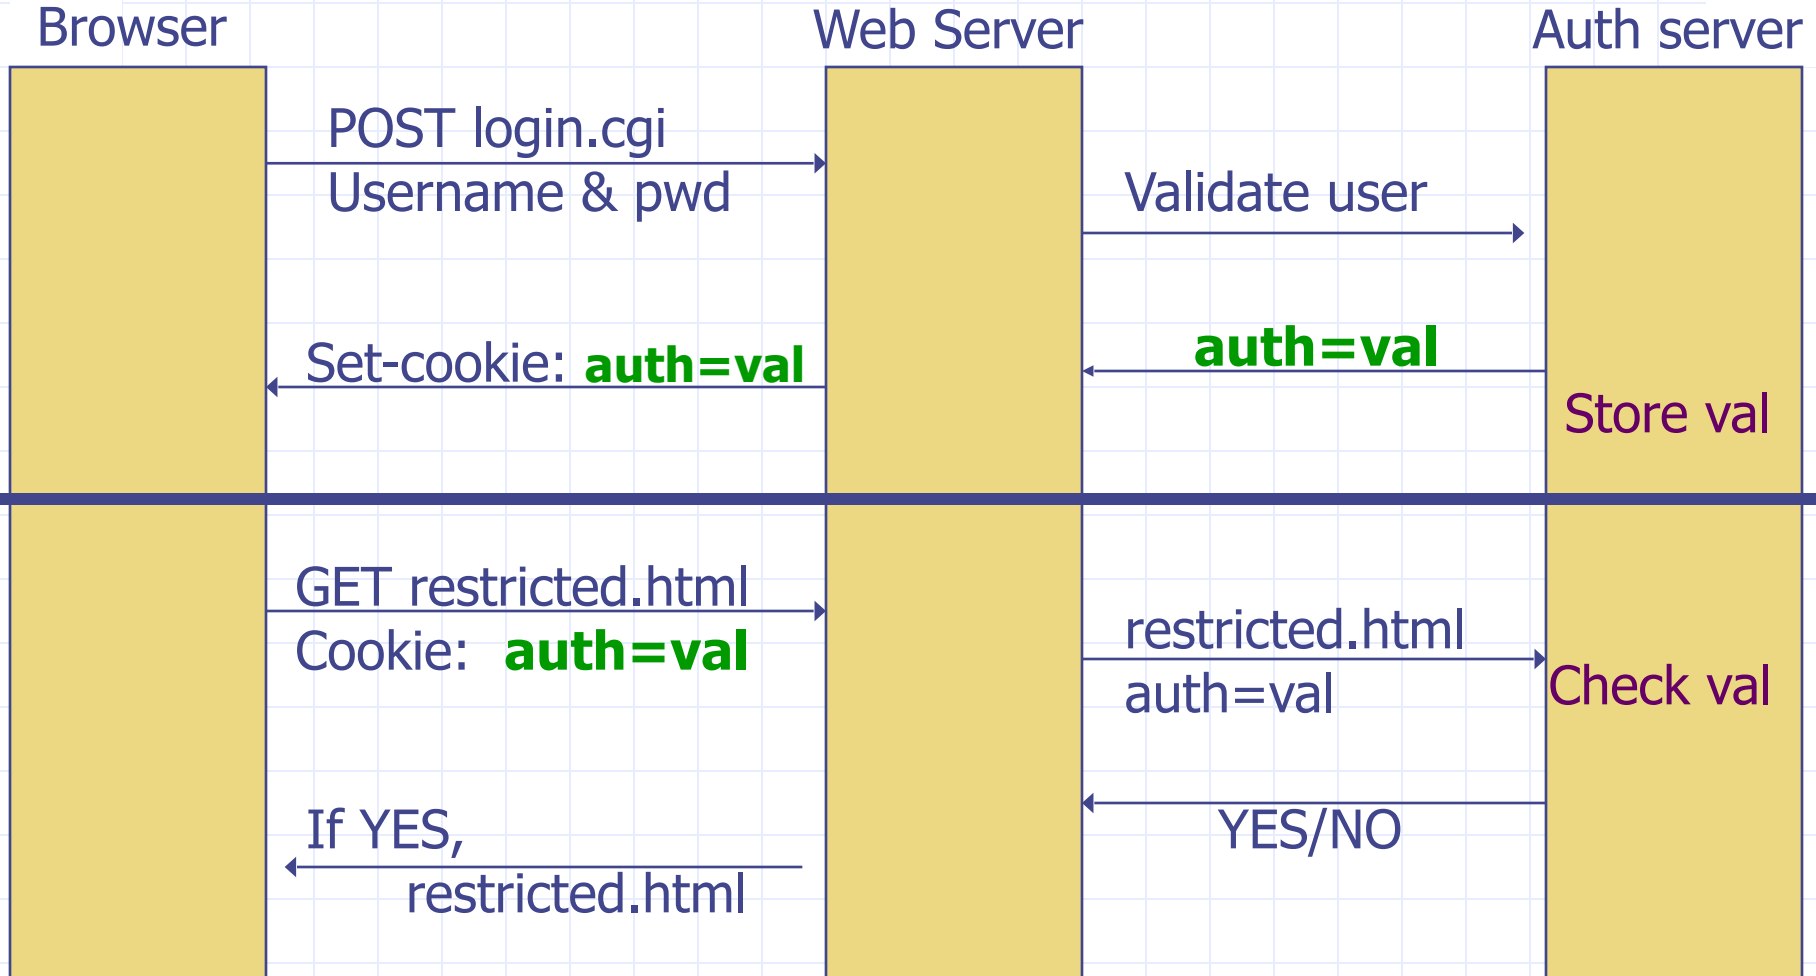 Browser
Web Server
Auth server
POST login.cgi
Username & pwd
Validate user
auth=val
Set-cookie: auth=val
Store val
GET restricted.html
Cookie: auth=val
restricted.html
auth=val
Check val
YES/NO
If YES,
restricted.html